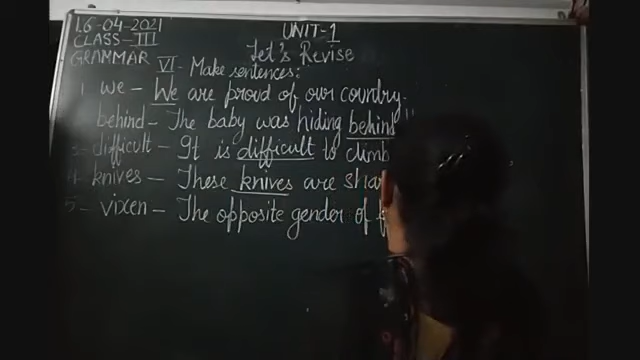 16-04-2021
UNIT-1
CLASS-III
Let's Revise
GRAMMAR
VI- Make sentences:
1 we - We are proud of our country.
behind - The baby was hiding behind
3- difficult - It is difficult to climb
4- knives - These knives are
5- vixen - The opposite gender of